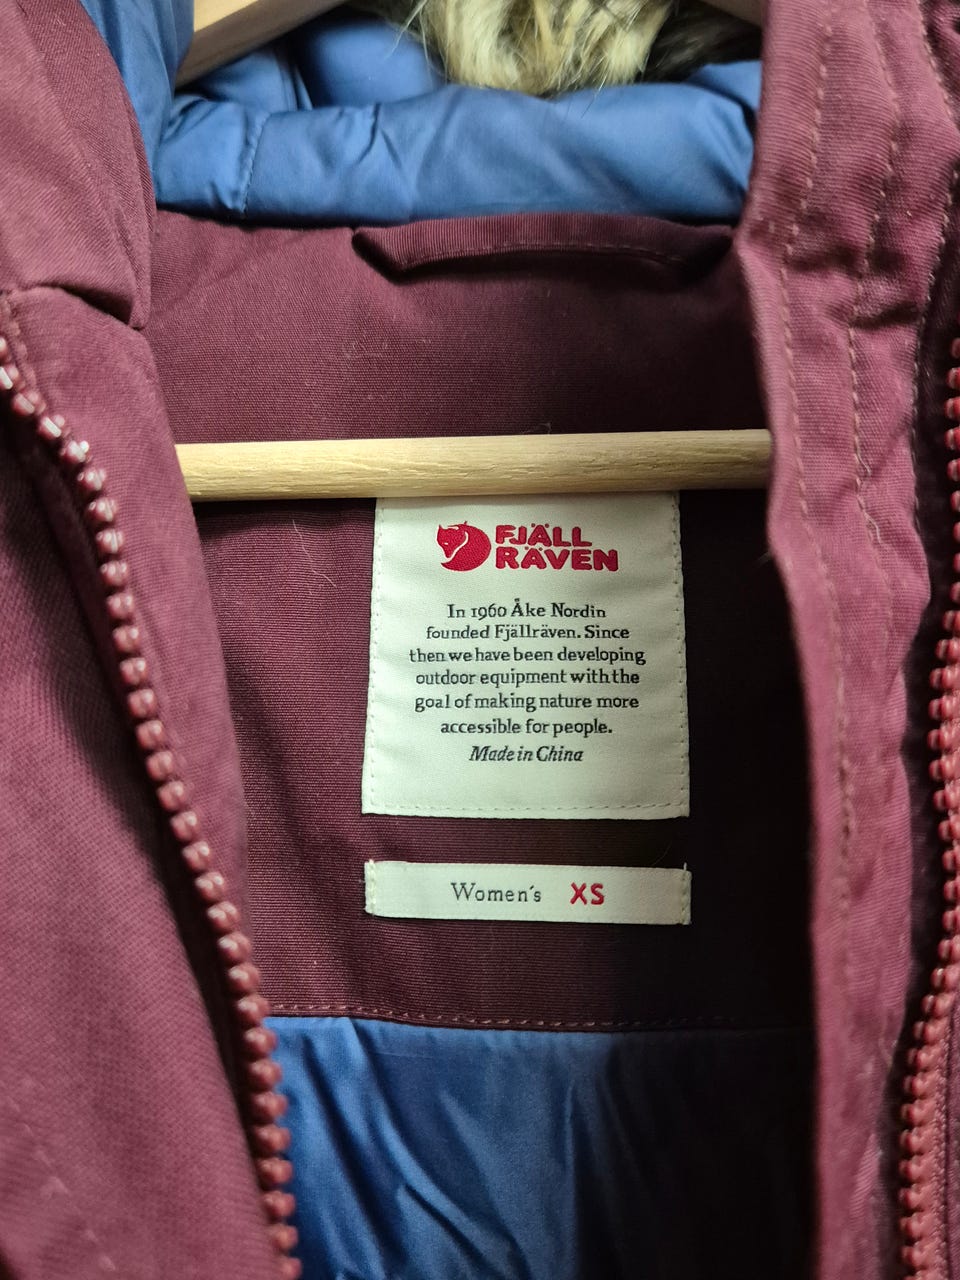 FJÄLL
RÄVEN
In 1960 Åke Nordin
founded Fjällräven. Since
then we have been developing
outdoor equipment with the
goal of making nature more
accessible for people.
Made in China
Women's XS